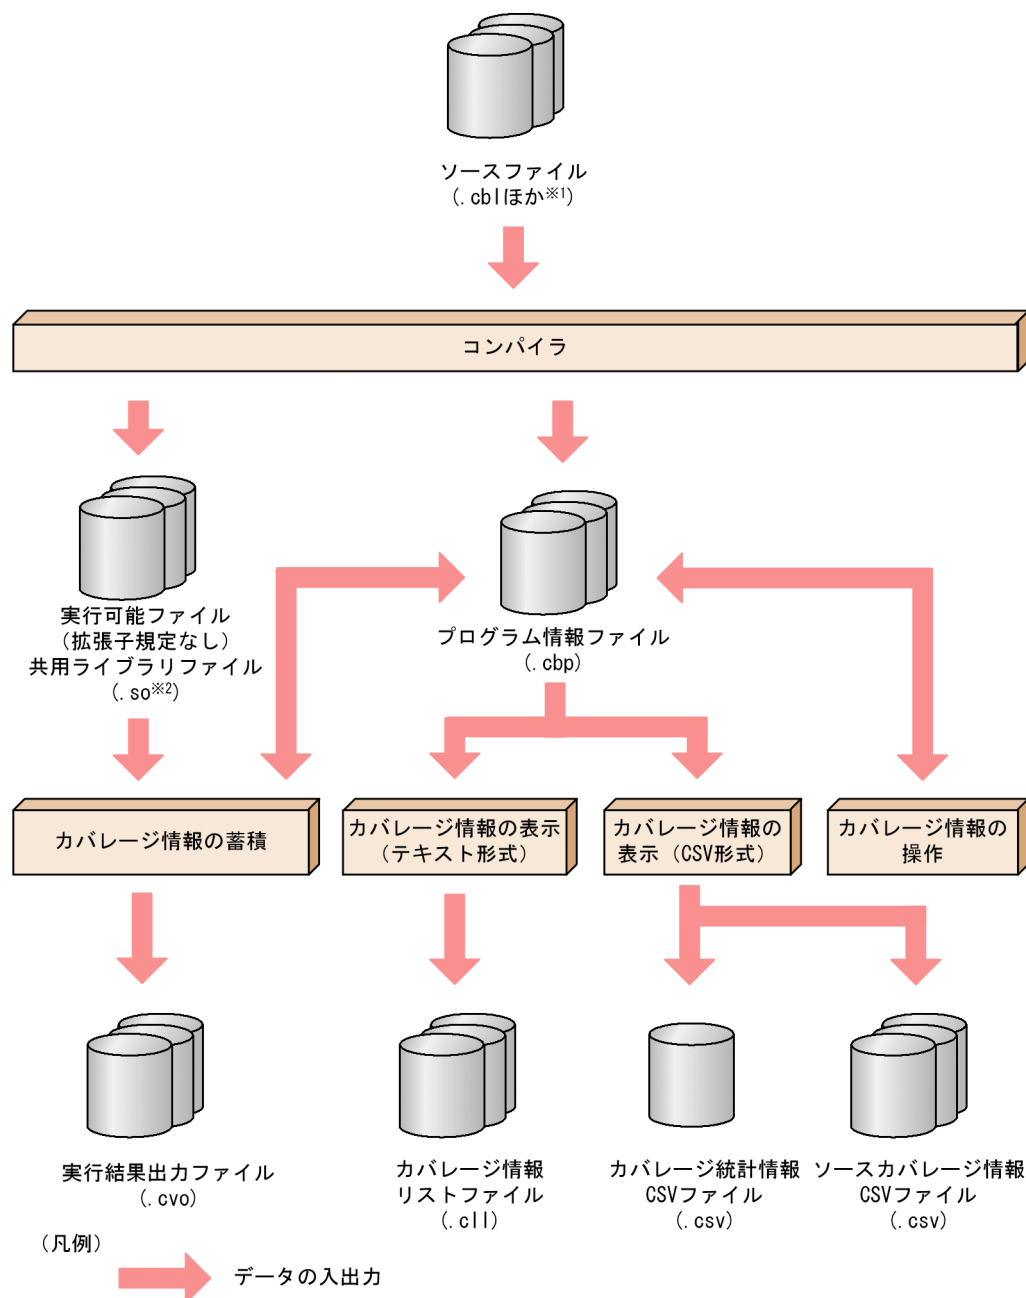 ソースファイル
(.cblほか※1)
コンパイラ
実行可能ファイル
(拡張子規定なし)
共用ライブラリファイル
(.so※2)
プログラム情報ファイル
(.cbp)
カバレージ情報の蓄積
カバレージ情報の表示
(テキスト形式)
カバレージ情報の
表示(CSV形式)
カバレージ情報の
操作
実行結果出力ファイル
(.cvo)
カバレージ情報
リストファイル
(.cll)
カバレージ統計情報
CSVファイル
(.csv)
ソースカバレージ情報
CSVファイル
(.csv)
(凡例)
データの入出力